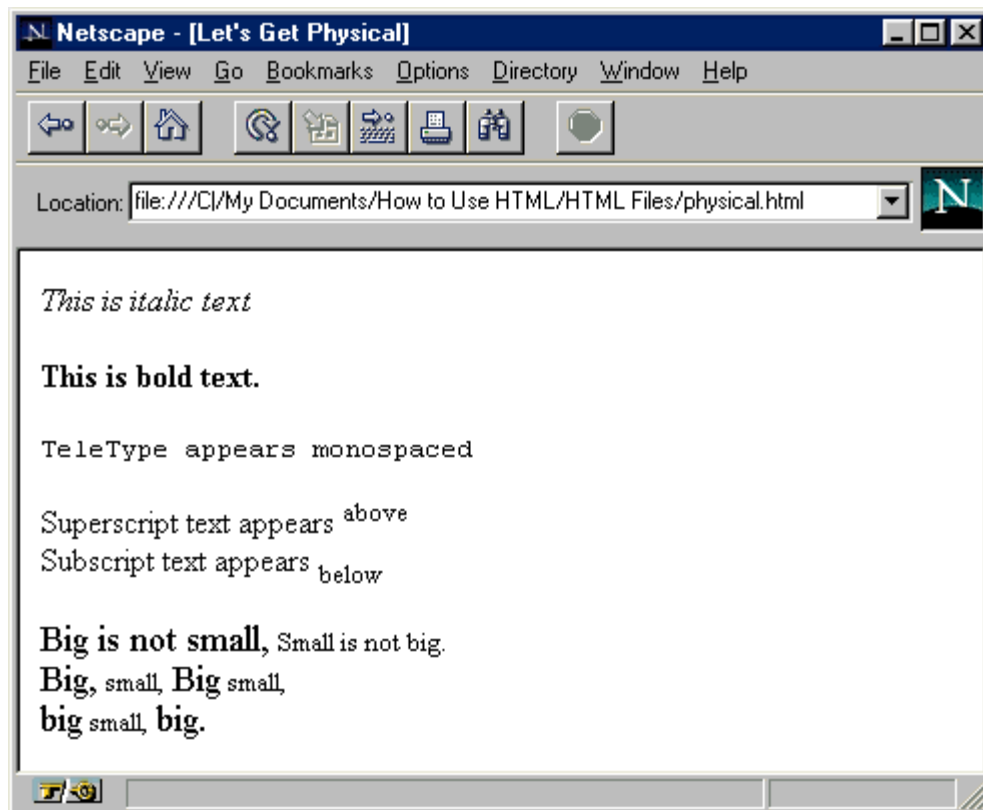 Netscape - [Let's Get Physical]
File Edit View Go Bookmarks Options Directory Window Help
Location: file:///C|/My Documents/How to Use HTML/HTML Files/physical.html
N
This is italic text
This is bold text.
TeleType appears monospaced
Superscript text appears above
Subscript text appears below
Big is not small, Small is not big.
Big, small, Big small,
big small, big.